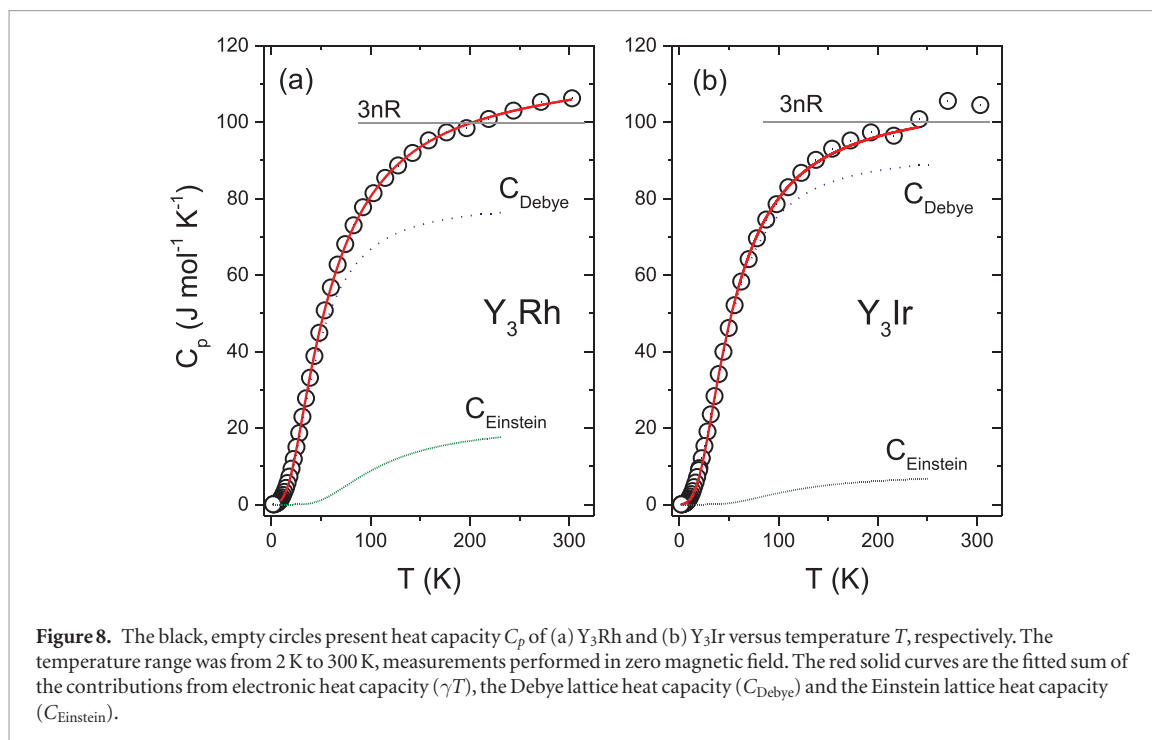 120
100
80
60
40
20
0
C_p (J mol^-1 K^-1)
(a)
3nR
C_Debye
Y_3Rh
C_Einstein
0 100 200 300
T (K)
120
100
80
60
40
20
0
(b)
3nR
C_Debye
Y_3Ir
C_Einstein
0 100 200 300
T (K)
Figure 8. The black, empty circles present heat capacity C_p of (a) Y_3Rh and (b) Y_3Ir versus temperature T, respectively. The
temperature range was from 2 K to 300 K, measurements performed in zero magnetic field. The red solid curves are the fitted sum of
the contributions from electronic heat capacity (γT), the Debye lattice heat capacity (C_Debye) and the Einstein lattice heat capacity
(C_Einstein).